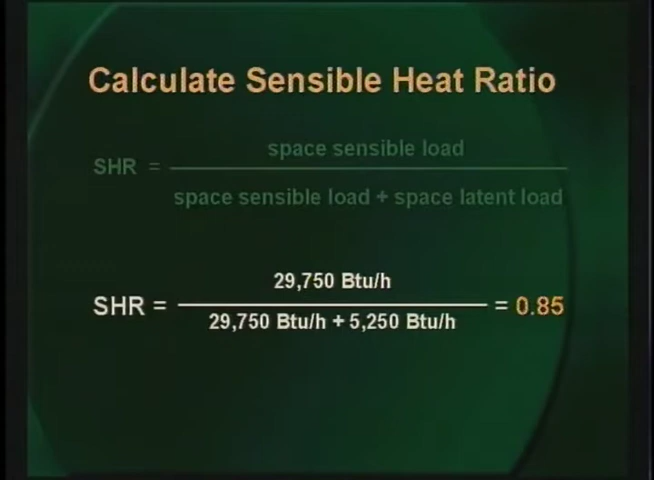 Calculate Sensible Heat Ratio
space sensible load
SHR =
space sensible load + space latent load
29,750 Btu/h
SHR = = 0.85
29,750 Btu/h + 5,250 Btu/h